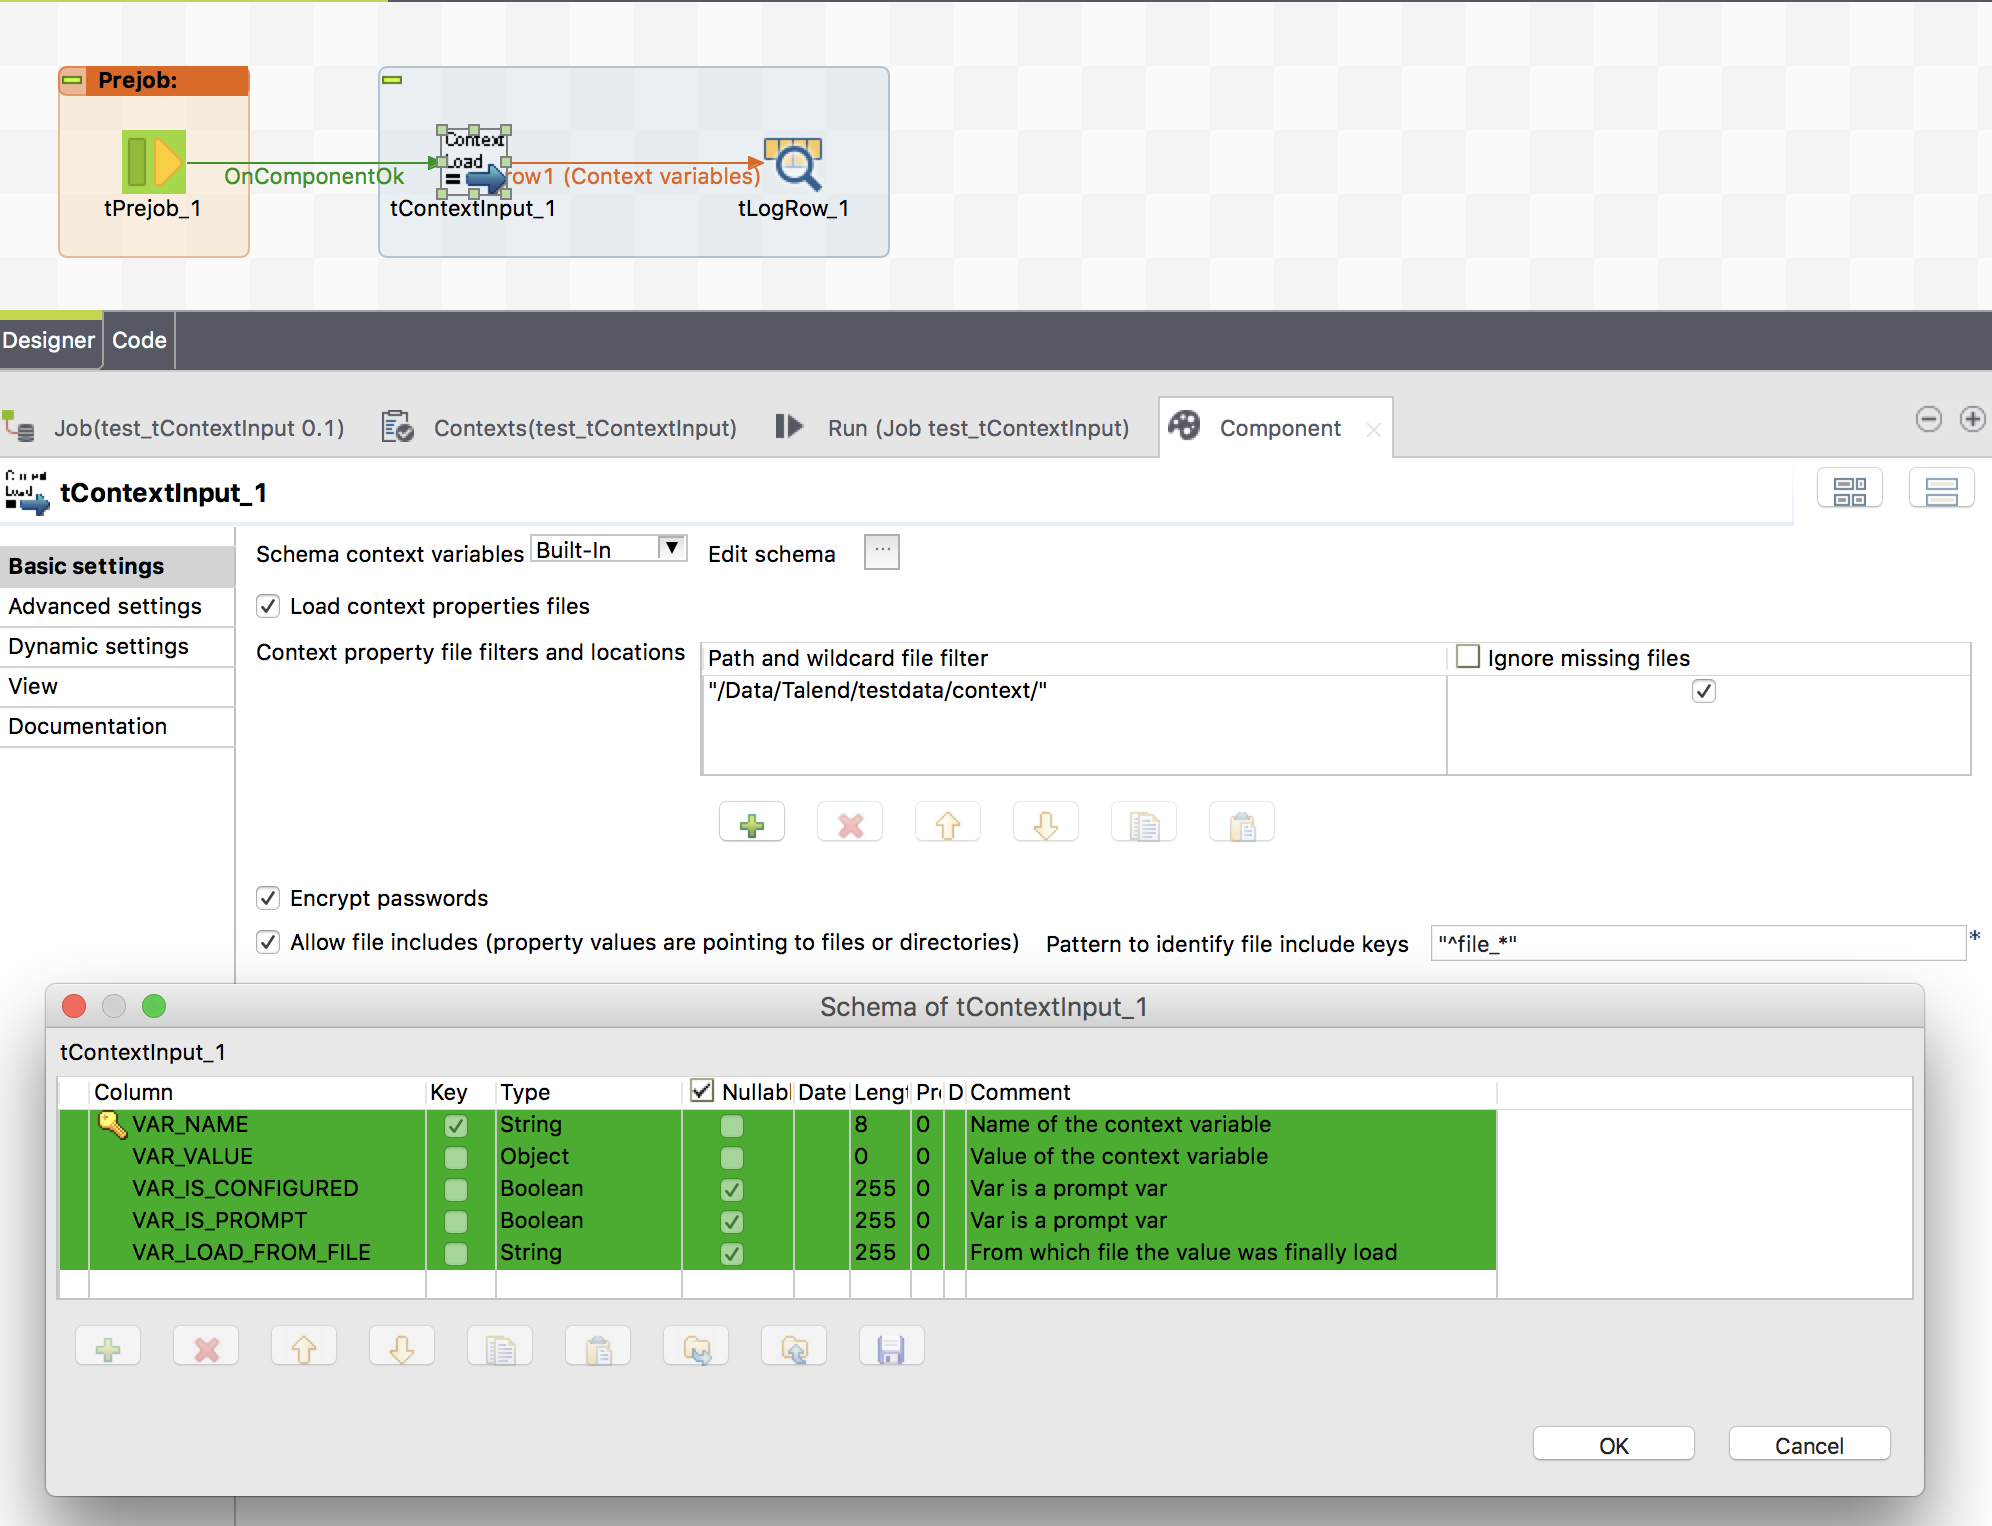 Prejob:
Context
Load
=
OnComponentOk
row1 (Context variables)
tPrejob_1
tContextInput_1
tLogRow_1
Designer
Code
Job(test_tContextInput 0.1)
Contexts(test_tContextInput)
Run (Job test_tContextInput)
Component
tContextInput_1
Basic settings
Advanced settings
Dynamic settings
View
Documentation
Schema context variables
Built-In
Edit schema
...
Load context properties files
Context property file filters and locations
Path and wildcard file filter
Ignore missing files
"/Data/Talend/testdata/context/"
Encrypt passwords
Allow file includes (property values are pointing to files or directories)
Pattern to identify file include keys
"^file_*"
*
Schema of tContextInput_1
tContextInput_1
Column Key Type Nullabl Date Lengt Pre D Comment
VAR_NAME String 8 0 Name of the context variable
VAR_VALUE Object 0 0 Value of the context variable
VAR_IS_CONFIGURED Boolean 255 0 Var is a prompt var
VAR_IS_PROMPT Boolean 255 0 Var is a prompt var
VAR_LOAD_FROM_FILE String 255 0 From which file the value was finally load
OK
Cancel